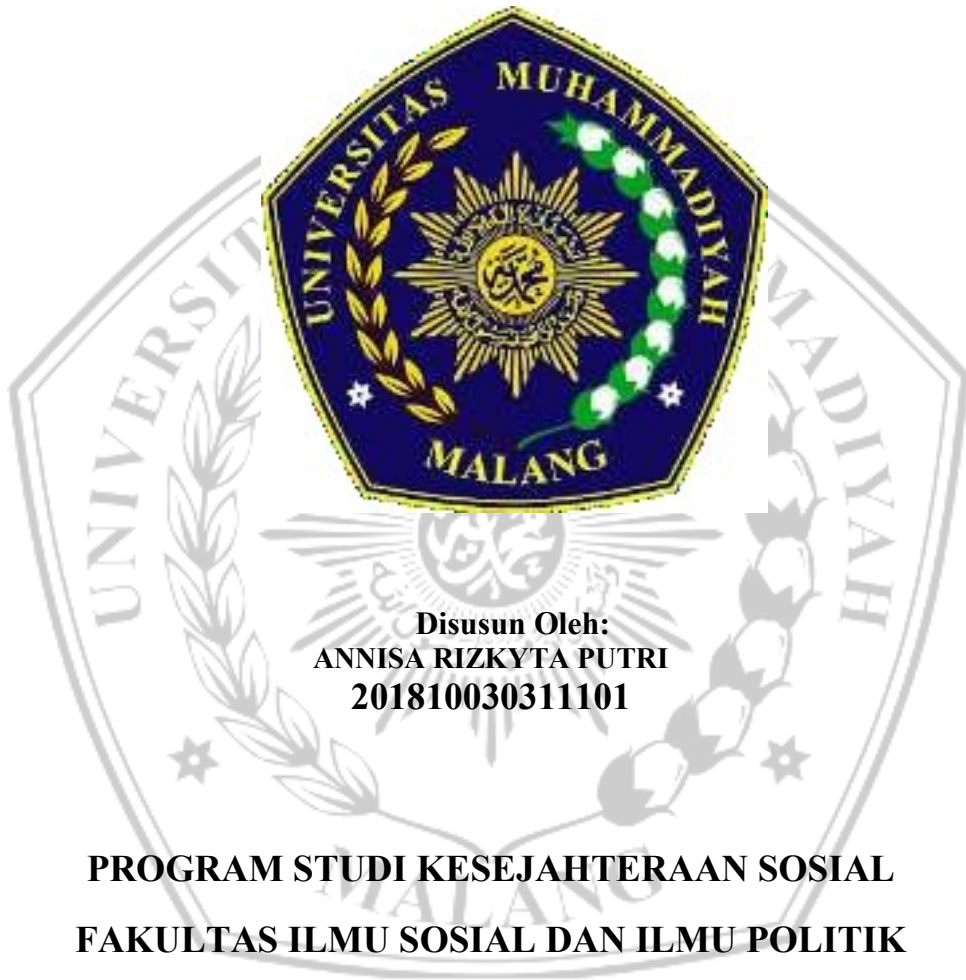 UNIVERSITAS MUHAMMADIYAH
MALANG
Disusun Oleh:
ANNISA RIZKYTA PUTRI
201810030311101
PROGRAM STUDI KESEJAHTERAAN SOSIAL
FAKULTAS ILMU SOSIAL DAN ILMU POLITIK